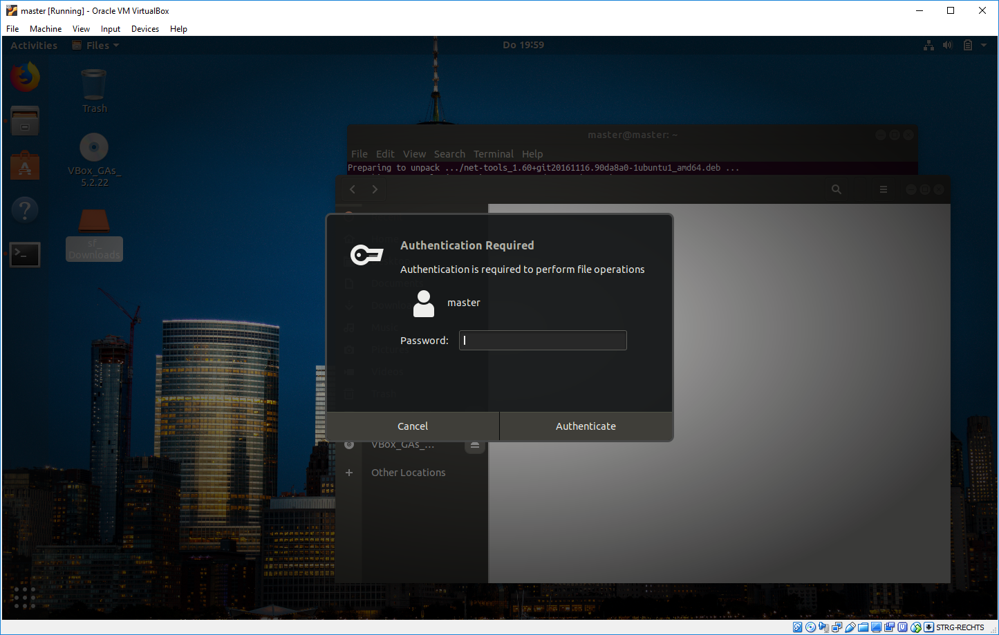 master [Running] - Oracle VM VirtualBox
File Machine View Input Devices Help
Activities Files Do 19:59
Trash
VBox_GAs_
5.2.22
sf_
Downloads
master@master: ~
File Edit View Search Terminal Help
Preparing to unpack .../net-tools_1.60+git20161116.90da8a0-1ubuntu1_amd64.deb ...
Authentication Required
Authentication is required to perform file operations
master
Password:
Cancel Authenticate
VBox_GAs_...
Other Locations
STRG-RECHTS